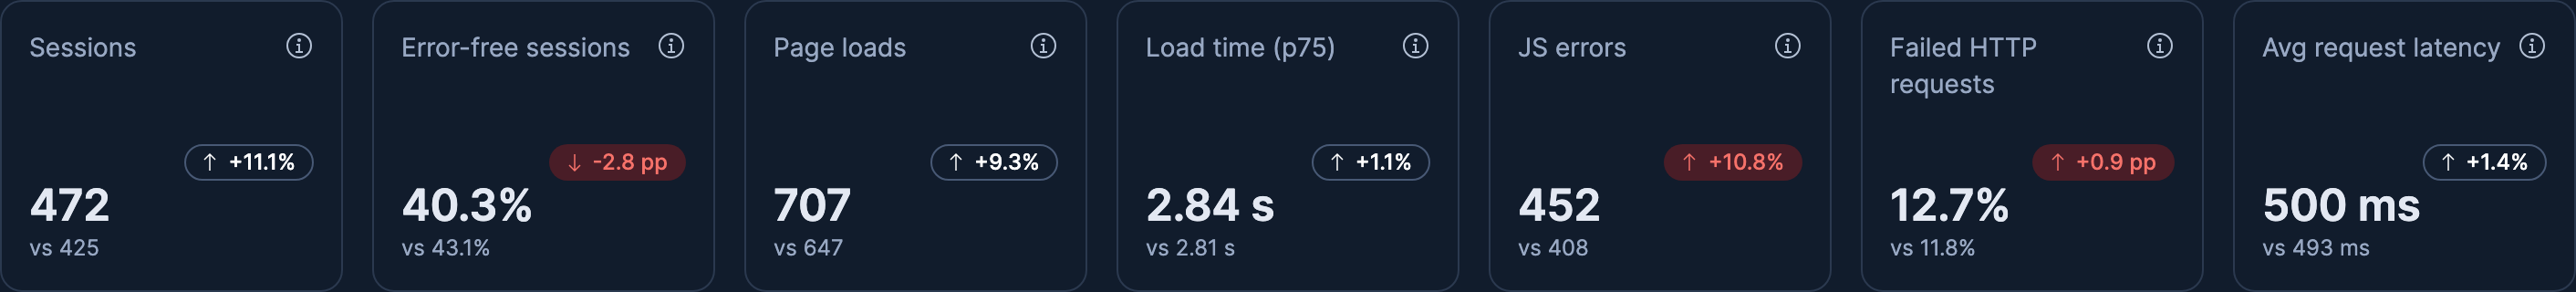 Sessions
↑ +11.1%
472
vs 425
Error-free sessions
↓ -2.8 pp
40.3%
vs 43.1%
Page loads
↑ +9.3%
707
vs 647
Load time (p75)
↑ +1.1%
2.84 s
vs 2.81 s
JS errors
↑ +10.8%
452
vs 408
Failed HTTP
requests
↑ +0.9 pp
12.7%
vs 11.8%
Avg request latency
↑ +1.4%
500 ms
vs 493 ms